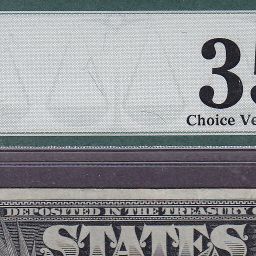 35
Choice Ve
DEPOSITED IN THE TREASURY
STATES